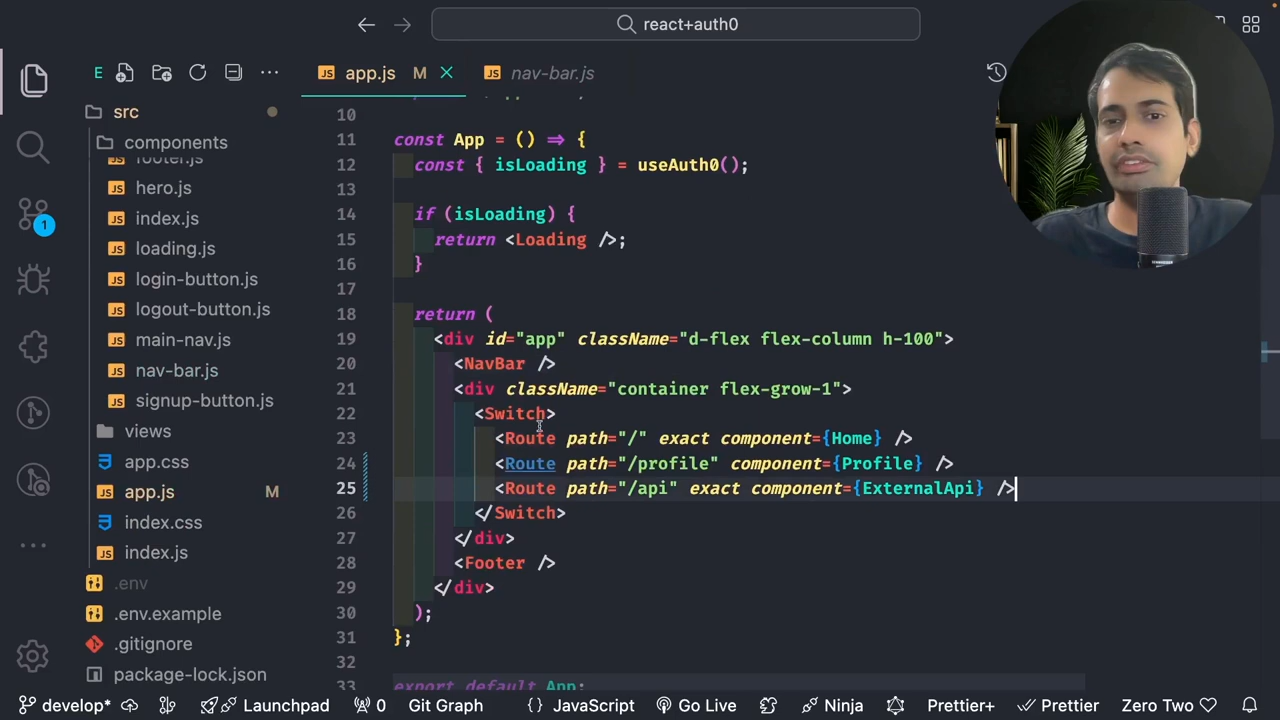 react+auth0
E
app.js M
nav-bar.js
src
components
footer.js
hero.js
index.js
loading.js
login-button.js
logout-button.js
main-nav.js
nav-bar.js
signup-button.js
views
app.css
app.js M
index.css
index.js
.env
.env.example
.gitignore
package-lock.json
1
10
11 const App = () => {
12 const { isLoading } = useAuth0();
13
14 if (isLoading) {
15 return <Loading />;
16 }
17
18 return (
19 <div id="app" className="d-flex flex-column h-100">
20 <NavBar />
21 <div className="container flex-grow-1">
22 <Switch>
23 <Route path="/" exact component={Home} />
24 <Route path="/profile" component={Profile} />
25 <Route path="/api" exact component={ExternalApi} />
26 </Switch>
27 </div>
28 <Footer />
29 </div>
30 );
31 };
32
33 export default App;
develop* Launchpad 0 Git Graph {} JavaScript Go Live Ninja Prettier+ Prettier Zero Two